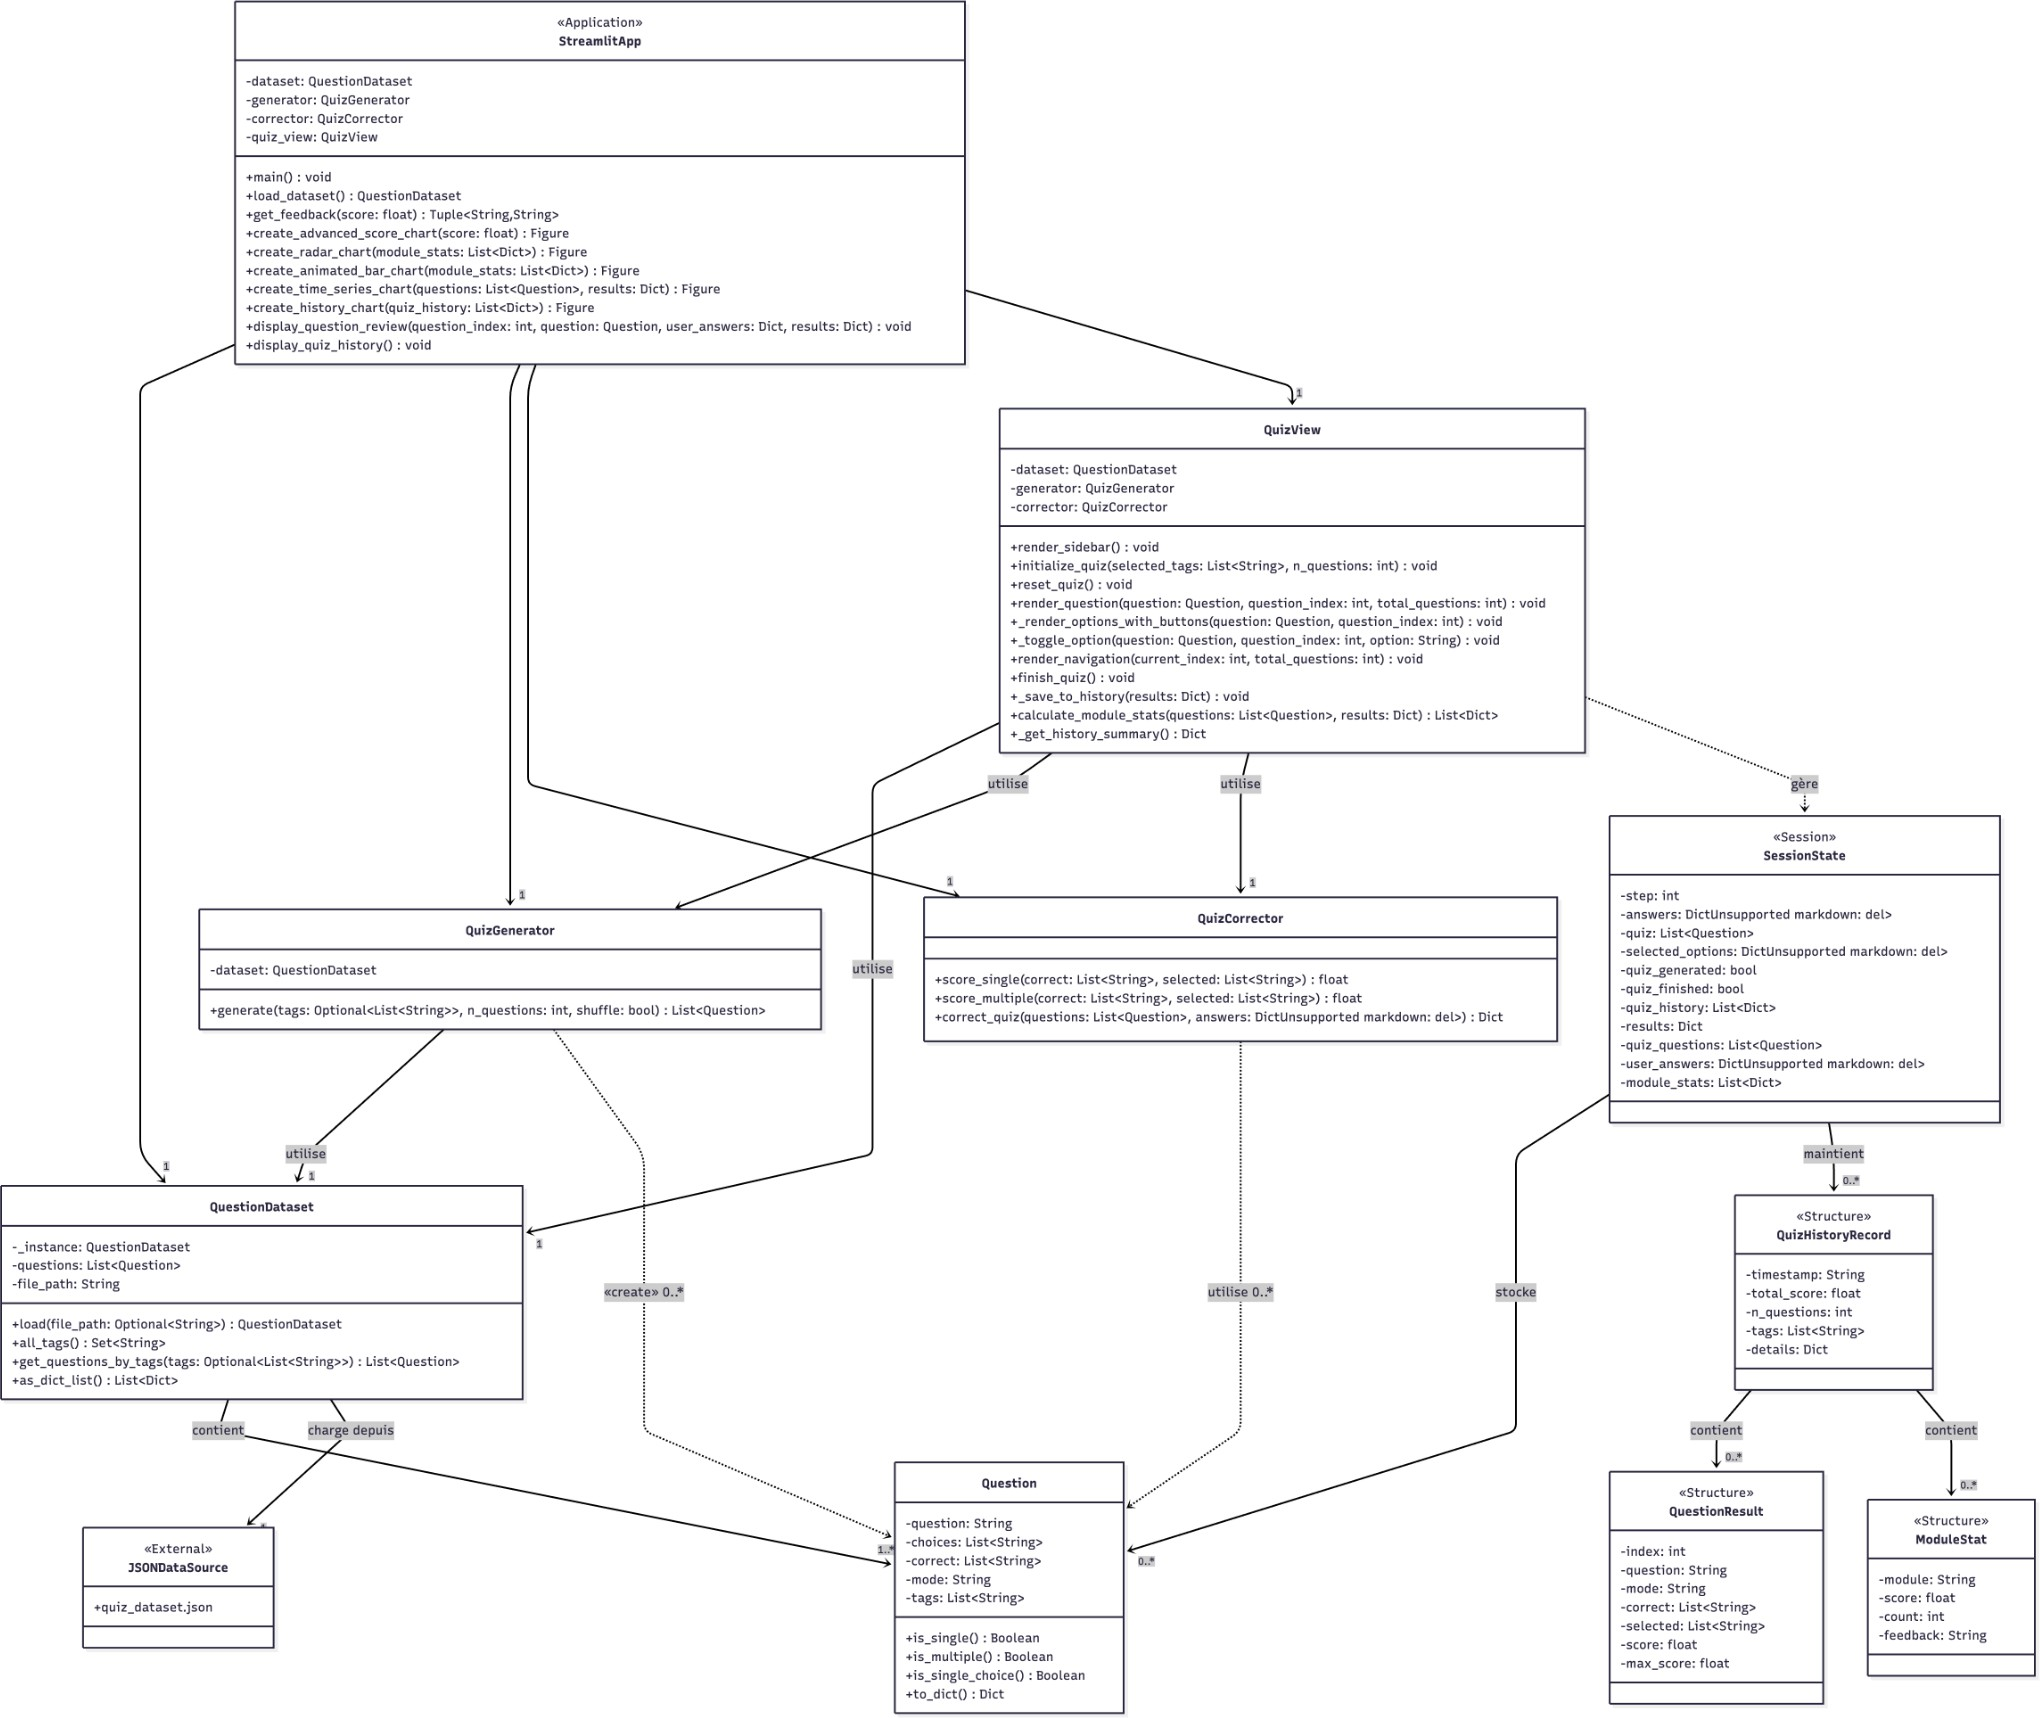 «Application»
StreamlitApp
-dataset: QuestionDataset
-generator: QuizGenerator
-corrector: QuizCorrector
-quiz_view: QuizView
+main() : void
+load_dataset() : QuestionDataset
+get_feedback(score: float) : Tuple<String,String>
+create_advanced_score_chart(score: float) : Figure
+create_radar_chart(module_stats: List<Dict>) : Figure
+create_animated_bar_chart(module_stats: List<Dict>) : Figure
+create_time_series_chart(questions: List<Question>, results: Dict) : Figure
+create_history_chart(quiz_history: List<Dict>) : Figure
+display_question_review(question_index: int, question: Question, user_answers: Dict, results: Dict) : void
+display_quiz_history() : void
1
QuizView
-dataset: QuestionDataset
-generator: QuizGenerator
-corrector: QuizCorrector
+render_sidebar() : void
+initialize_quiz(selected_tags: List<String>, n_questions: int) : void
+reset_quiz() : void
+render_question(question: Question, question_index: int, total_questions: int) : void
+_render_options_with_buttons(question: Question, question_index: int) : void
+_toggle_option(question: Question, question_index: int, option: String) : void
+render_navigation(current_index: int, total_questions: int) : void
+finish_quiz() : void
+_save_to_history(results: Dict) : void
+calculate_module_stats(questions: List<Question>, results: Dict) : List<Dict>
+_get_history_summary() : Dict
utilise
utilise
gère
1
1
1
«Session»
SessionState
-step: int
-answers: DictUnsupported markdown: del>
-quiz: List<Question>
-selected_options: DictUnsupported markdown: del>
-quiz_generated: bool
-quiz_finished: bool
-quiz_history: List<Dict>
-results: Dict
-quiz_questions: List<Question>
-user_answers: DictUnsupported markdown: del>
-module_stats: List<Dict>
QuizGenerator
-dataset: QuestionDataset
+generate(tags: Optional<List<String>>, n_questions: int, shuffle: bool) : List<Question>
utilise
QuizCorrector
+score_single(correct: List<String>, selected: List<String>) : float
+score_multiple(correct: List<String>, selected: List<String>) : float
+correct_quiz(questions: List<Question>, answers: DictUnsupported markdown: del>) : Dict
utilise
maintient
1
1
0..*
1
QuestionDataset
-_instance: QuestionDataset
-questions: List<Question>
-file_path: String
+load(file_path: Optional<String>) : QuestionDataset
+all_tags() : Set<String>
+get_questions_by_tags(tags: Optional<List<String>>) : List<Question>
+as_dict_list() : List<Dict>
«create» 0..*
utilise 0..*
stocke
«Structure»
QuizHistoryRecord
-timestamp: String
-total_score: float
-n_questions: int
-tags: List<String>
-details: Dict
contient
charge depuis
contient
contient
0..*
0..*
1..*
0..*
«External»
JSONDataSource
+quiz_dataset.json
Question
-question: String
-choices: List<String>
-correct: List<String>
-mode: String
-tags: List<String>
+is_single() : Boolean
+is_multiple() : Boolean
+is_single_choice() : Boolean
+to_dict() : Dict
«Structure»
QuestionResult
-index: int
-question: String
-mode: String
-correct: List<String>
-selected: List<String>
-score: float
-max_score: float
«Structure»
ModuleStat
-module: String
-score: float
-count: int
-feedback: String